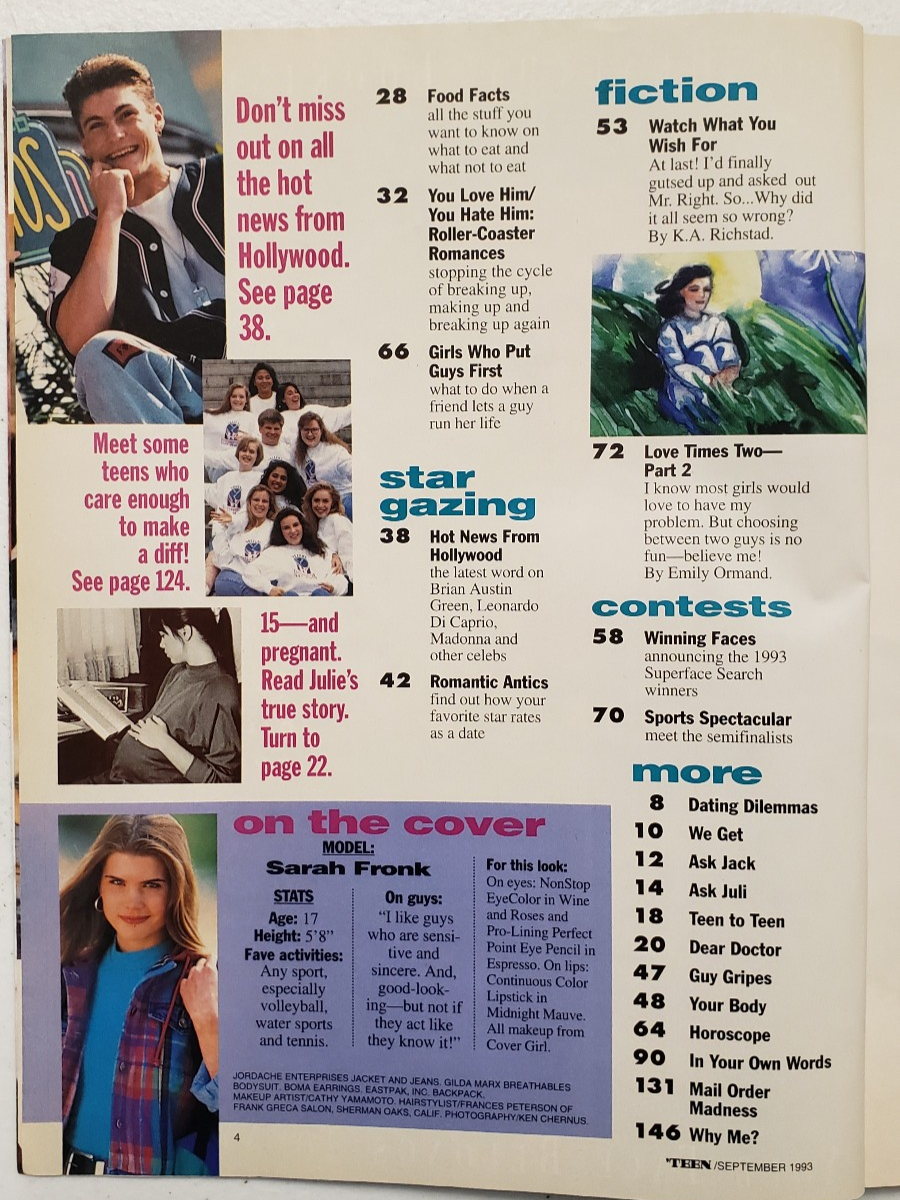 Don't miss
out on all
the hot
news from
Hollywood.
See page
38.
Meet some
teens who
care enough
to make
a diff!
See page 124.
15—and
pregnant.
Read Julie's
true story.
Turn to
page 22.
28 Food Facts
all the stuff you
want to know on
what to eat and
what not to eat
32 You Love Him/
You Hate Him:
Roller-Coaster
Romances
stopping the cycle
of breaking up,
making up and
breaking up again
66 Girls Who Put
Guys First
what to do when a
friend lets a guy
run her life
star
gazing
38 Hot News From
Hollywood
the latest word on
Brian Austin
Green, Leonardo
Di Caprio,
Madonna and
other celebs
42 Romantic Antics
find out how your
favorite star rates
as a date
fiction
53 Watch What You
Wish For
At last! I'd finally
gutsed up and asked out
Mr. Right. So...Why did
it all seem so wrong?
By K.A. Richstad.
72 Love Times Two—
Part 2
I know most girls would
love to have my
problem. But choosing
between two guys is no
fun—believe me!
By Emily Ormand.
contests
58 Winning Faces
announcing the 1993
Superface Search
winners
70 Sports Spectacular
meet the semifinalists
more
8 Dating Dilemmas
10 We Get
12 Ask Jack
14 Ask Juli
18 Teen to Teen
20 Dear Doctor
47 Guy Gripes
48 Your Body
64 Horoscope
90 In Your Own Words
131 Mail Order
Madness
146 Why Me?
on the cover
MODEL:
Sarah Fronk
STATS
Age: 17
Height: 5'8"
Fave activities:
Any sport,
especially
volleyball,
water sports
and tennis.
On guys:
"I like guys
who are sensi-
tive and
sincere. And,
good-look-
ing—but not if
they act like
they know it!"
For this look:
On eyes: NonStop
EyeColor in Wine
and Roses and
Pro-Lining Perfect
Point Eye Pencil in
Espresso. On lips:
Continuous Color
Lipstick in
Midnight Mauve.
All makeup from
Cover Girl.
JORDACHE ENTERPRISES JACKET AND JEANS. GILDA MARX BREATHABLES
BODYSUIT. BOMA EARRINGS. EASTPAK, INC. BACKPACK.
MAKEUP ARTIST/CATHY YAMAMOTO. HAIRSTYLIST/FRANCES PETERSON OF
FRANK GRECA SALON, SHERMAN OAKS, CALIF. PHOTOGRAPHY/KEN CHERNUS.
4
'TEEN/SEPTEMBER 1993